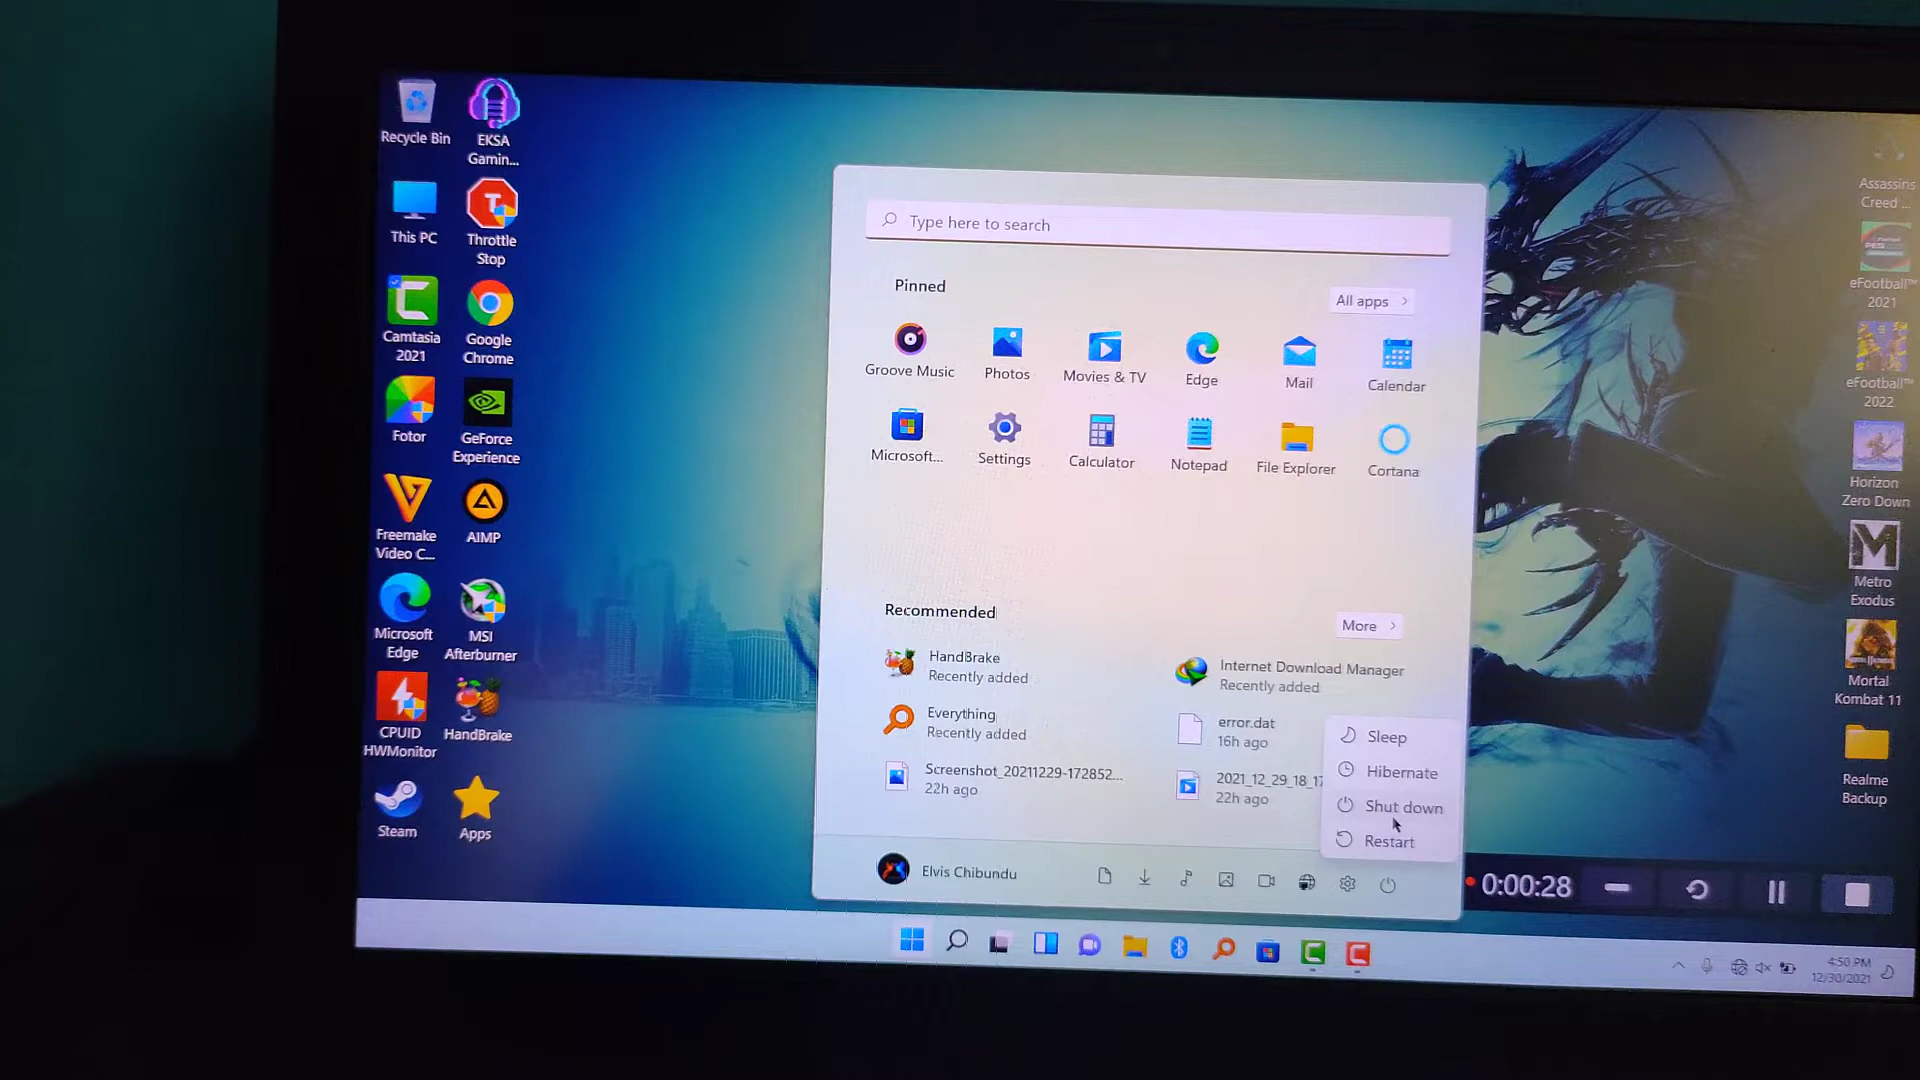 Recycle Bin
EKSA
Gamin...
This PC
Throttle
Stop
Camtasia
2021
Google
Chrome
Fotor
GeForce
Experience
Freemake
Video C...
AIMP
Microsoft
Edge
MSI
Afterburner
CPUID
HWMonitor
HandBrake
Steam
Apps
Type here to search
Pinned
All apps
Groove Music
Photos
Movies & TV
Edge
Mail
Calendar
Microsoft...
Settings
Calculator
Notepad
File Explorer
Cortana
Recommended
More
HandBrake
Recently added
Internet Download Manager
Recently added
Everything
Recently added
error.dat
16h ago
Screenshot_20211229-172852...
22h ago
2021_12_29_18_17
22h ago
Sleep
Hibernate
Shut down
Restart
Elvis Chibundu
Assassins
Creed ...
eFootball™
2021
eFootball™
2022
Horizon
Zero Down
Metro
Exodus
Mortal
Kombat 11
Realme
Backup
0:00:28
4:50 PM
12/30/2021